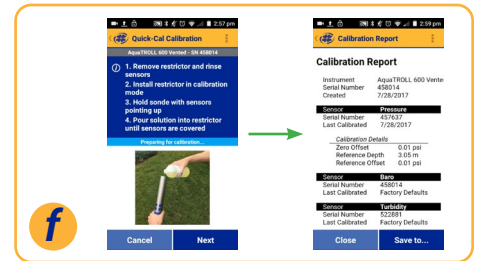 2:57 pm
Quick-Cal Calibration
AquaTROLL 600 Vented - SN 458014
1. Remove restrictor and rinse
sensors
2. Install restrictor in calibration
mode
3. Hold sonde with sensors
pointing up
4. Pour solution into restrictor
until sensors are covered
Preparing for calibration...
Cancel
Next
2:59 pm
Calibration Report
Calibration Report
Instrument AquaTROLL 600 Vente
Serial Number 458014
Created 7/28/2017
Sensor Pressure
Serial Number 457637
Last Calibrated 7/28/2017
Calibration Details
Zero Offset 0.01 psi
Reference Depth 3.05 m
Reference Offset 0.01 psi
Sensor Baro
Serial Number 458014
Last Calibrated Factory Defaults
Sensor Turbidity
Serial Number 522881
Last Calibrated Factory Defaults
Close
Save to...
f